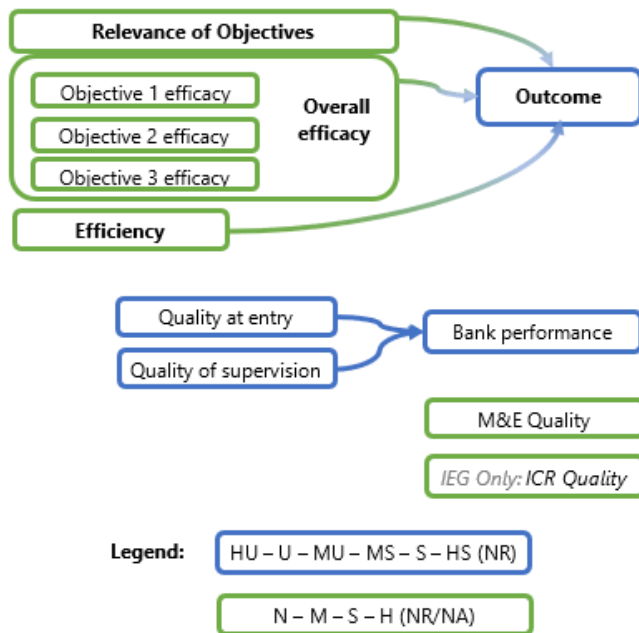 Relevance of Objectives
Objective 1 efficacy
Objective 2 efficacy
Objective 3 efficacy
Overall
efficacy
Outcome
Efficiency
Quality at entry
Quality of supervision
Bank performance
M&E Quality
IEG Only: ICR Quality
Legend:
HU – U – MU – MS – S – HS (NR)
N – M – S – H (NR/NA)